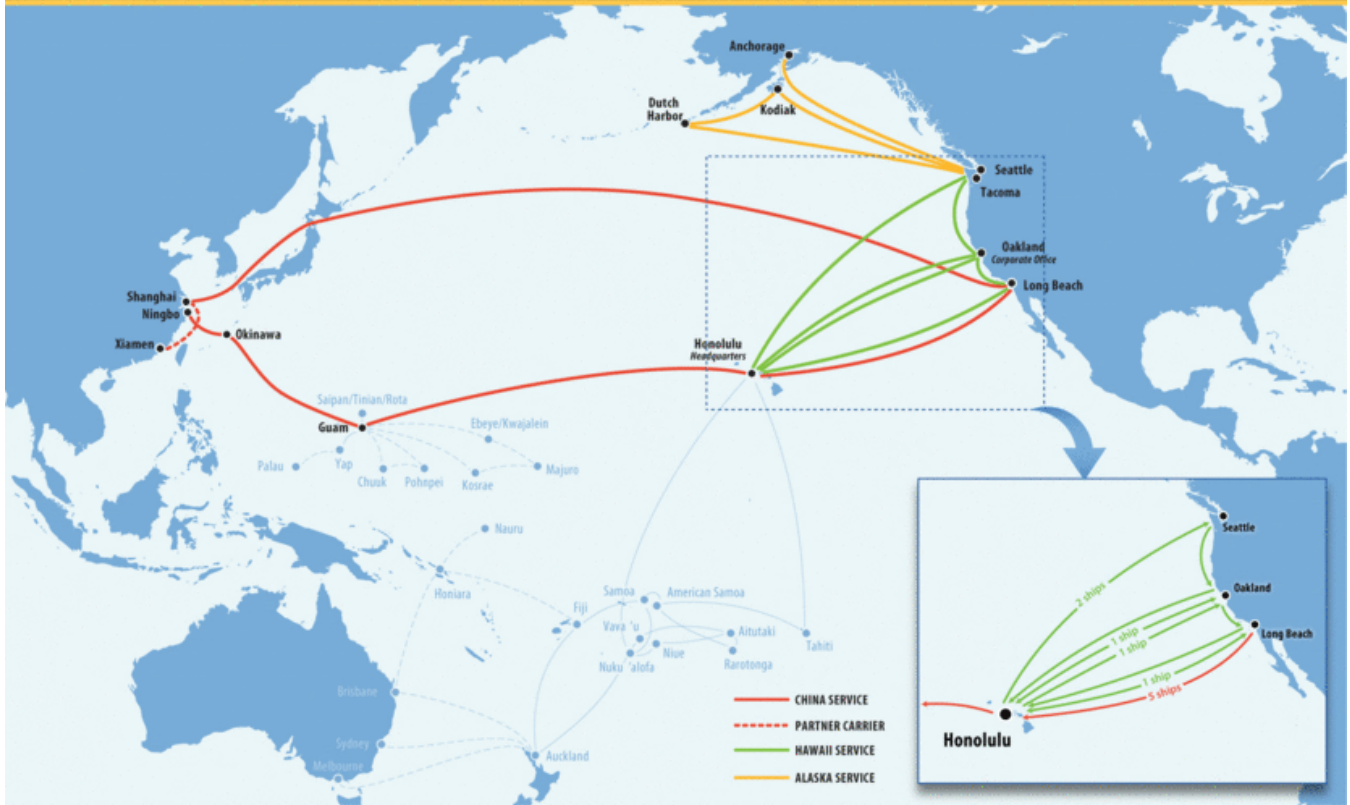 Anchorage
Dutch
Harbor
Kodiak
Seattle
Tacoma
Oakland
Corporate Office
Long Beach
Shanghai
Ningbo
Xiamen
Okinawa
Honolulu
Headquarters
Saipan/Tinian/Rota
Guam
Ebeye/Kwajalein
Palau
Yap
Chuuk
Pohnpei
Kosrae
Majuro
Nauru
Honiara
Fiji
Samoa
American Samoa
Vava 'u
Niue
Nuku 'alofa
Aitutaki
Rarotonga
Tahiti
Brisbane
Sydney
Melbourne
Auckland
CHINA SERVICE
PARTNER CARRIER
HAWAII SERVICE
ALASKA SERVICE
Seattle
2 ships
Oakland
1 ship
1 ship
Long Beach
1 ship
5 ships
Honolulu